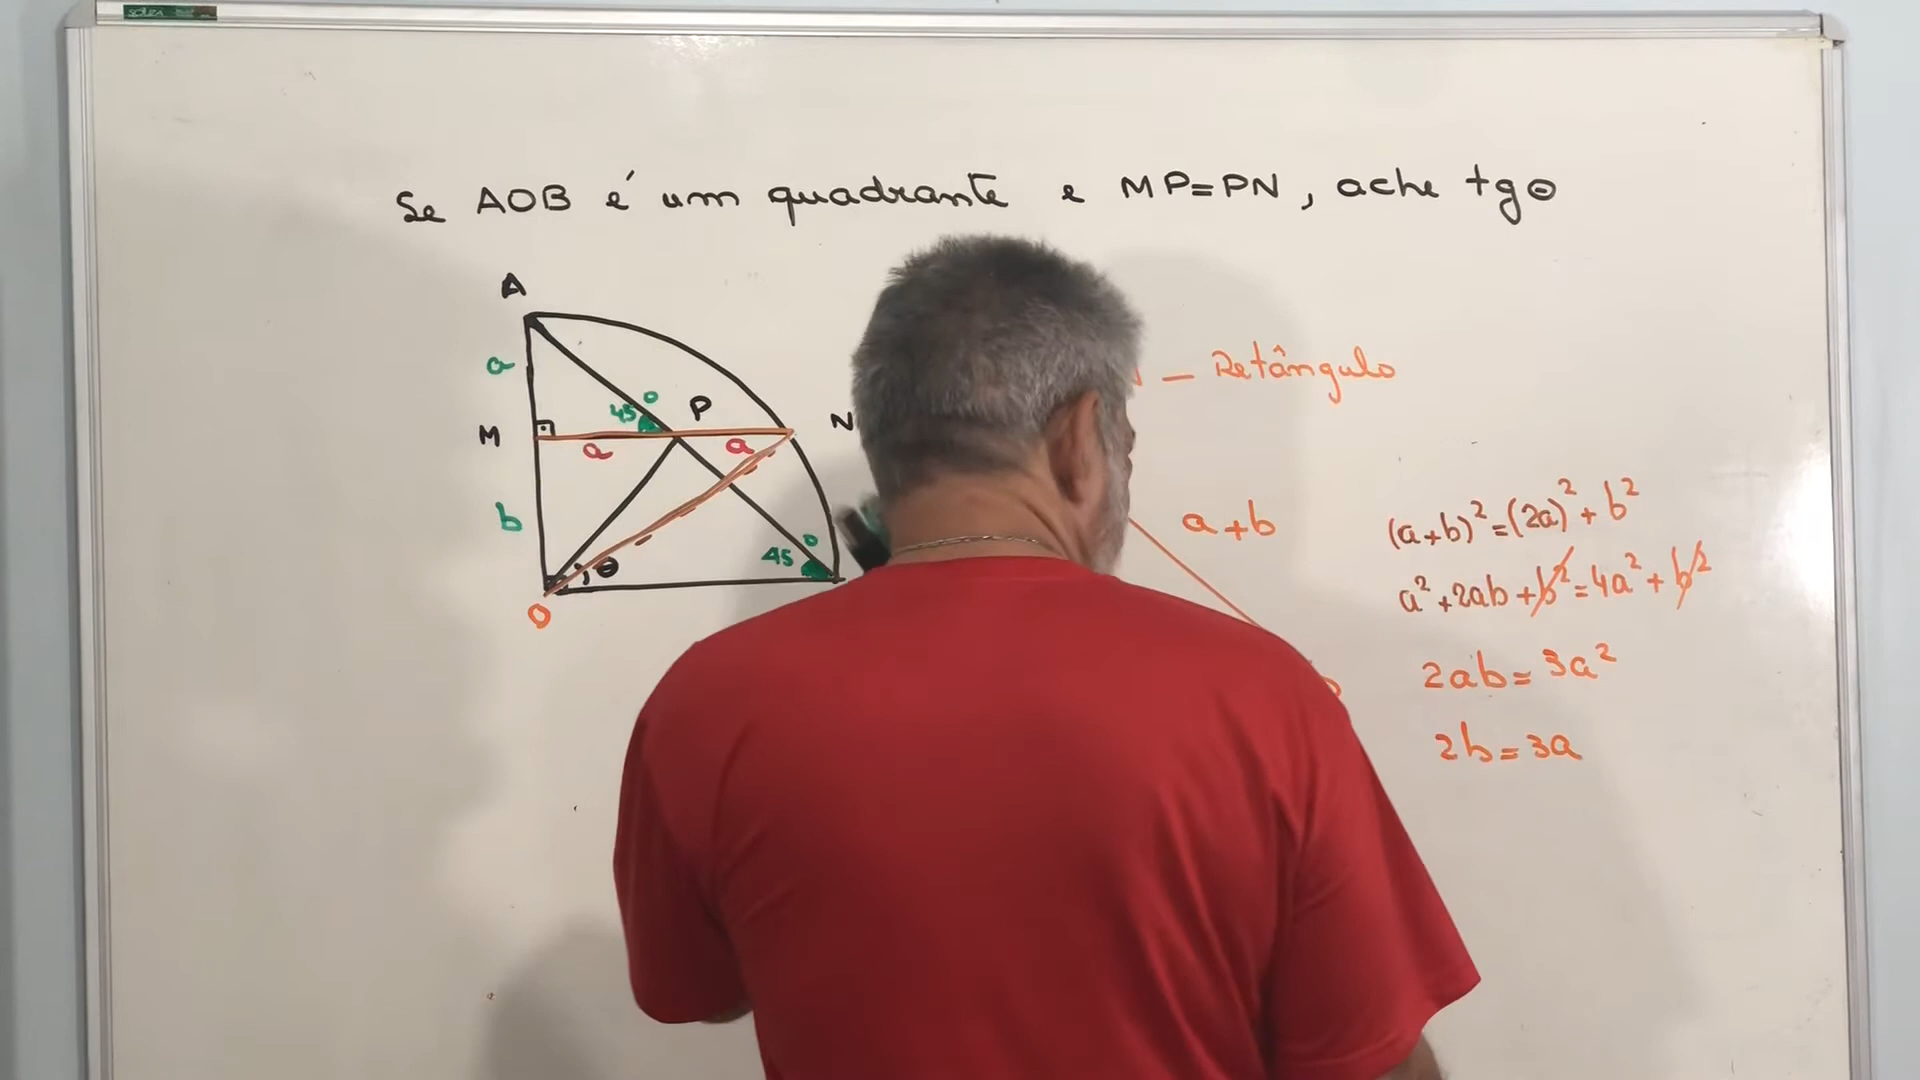 Se AOB é um quadrante e MP=PN, ache tgθ
A
a
45°
P
M
N
a
a
b
45°
θ
O
— Retângulo
a+b
(a+b)²=(2a)²+b²
a²+2ab+b²=4a²+b²
2ab=3a²
2b=3a